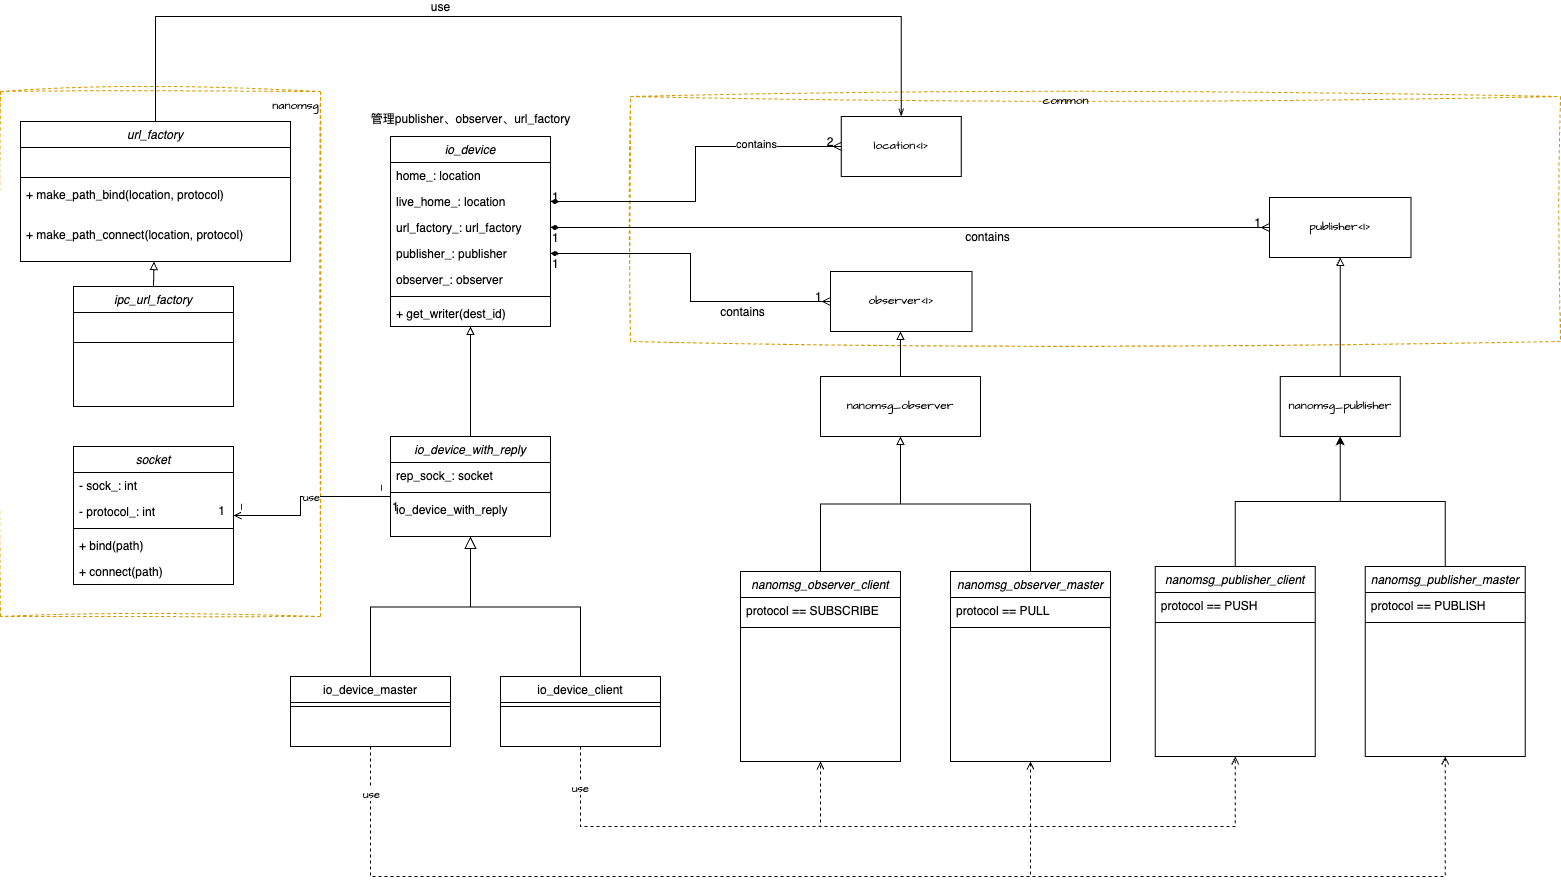 use
nanomsg
common
url_factory
+ make_path_bind(location, protocol)
+ make_path_connect(location, protocol)
ipc_url_factory
socket
- sock_: int
- protocol_: int
1
+ bind(path)
+ connect(path)
管理publisher、observer、url_factory
io_device
home_: location
live_home_: location
url_factory_: url_factory
publisher_: publisher
observer_: observer
+ get_writer(dest_id)
1
contains
2
location<I>
1
contains
1
publisher<I>
1
contains
1
observer<I>
io_device_with_reply
rep_sock_: socket
io_device_with_reply
1
1
use
1
nanomsg_observer
nanomsg_publisher
nanomsg_observer_client
protocol == SUBSCRIBE
nanomsg_observer_master
protocol == PULL
nanomsg_publisher_client
protocol == PUSH
nanomsg_publisher_master
protocol == PUBLISH
io_device_master
io_device_client
use
use